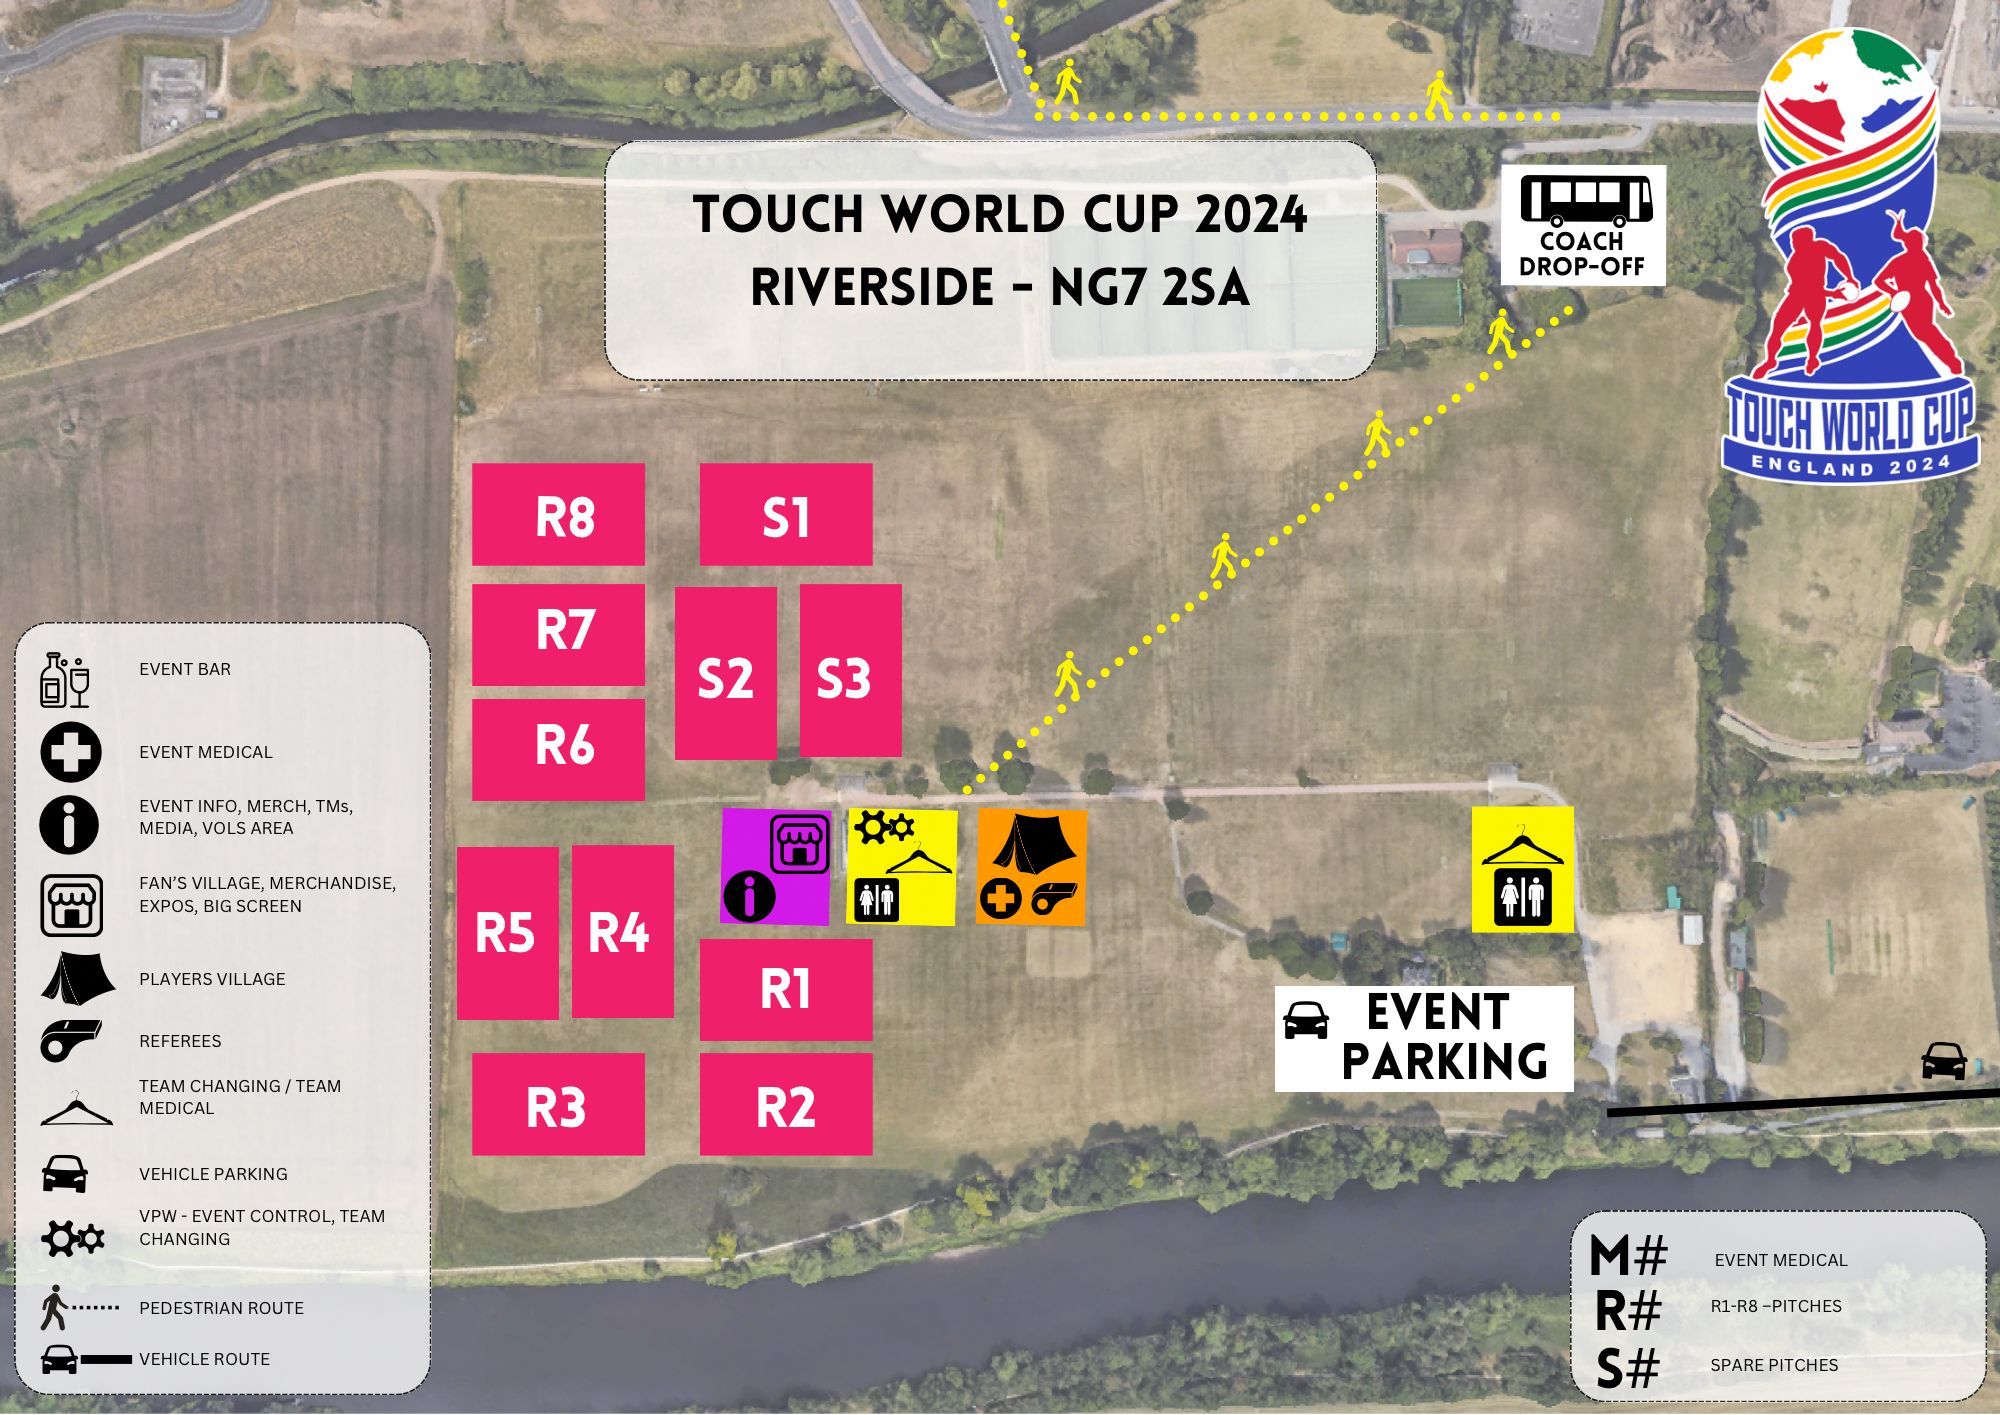 TOUCH WORLD CUP 2024
RIVERSIDE - NG7 2SA
COACH
DROP-OFF
TOUCH WORLD CUP
ENGLAND 2024
R8
S1
R7
S2
S3
R6
R5
R4
R1
R3
R2
EVENT
PARKING
EVENT BAR
EVENT MEDICAL
EVENT INFO, MERCH, TMs,
MEDIA, VOLS AREA
FAN'S VILLAGE, MERCHANDISE,
EXPOS, BIG SCREEN
PLAYERS VILLAGE
REFEREES
TEAM CHANGING / TEAM
MEDICAL
VEHICLE PARKING
VPW - EVENT CONTROL, TEAM
CHANGING
PEDESTRIAN ROUTE
VEHICLE ROUTE
M# EVENT MEDICAL
R# R1-R8 –PITCHES
S# SPARE PITCHES